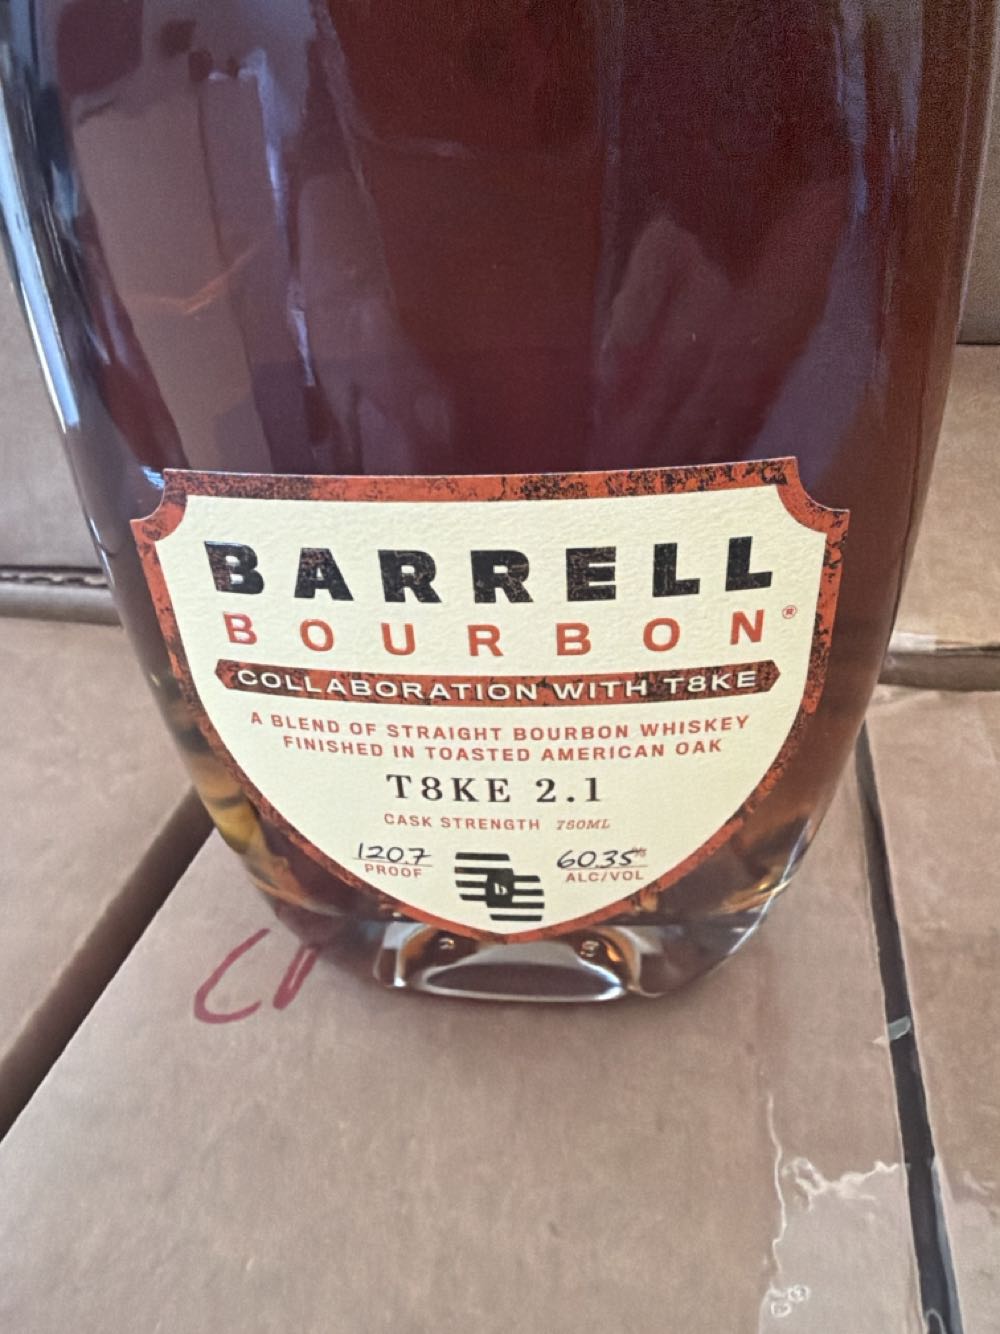 BARRELL
BOURBON®
COLLABORATION WITH T8KE
A BLEND OF STRAIGHT BOURBON WHISKEY
FINISHED IN TOASTED AMERICAN OAK
T8KE 2.1
CASK STRENGTH 750ML
120.7 60.35%
PROOF ALC/VOL
b